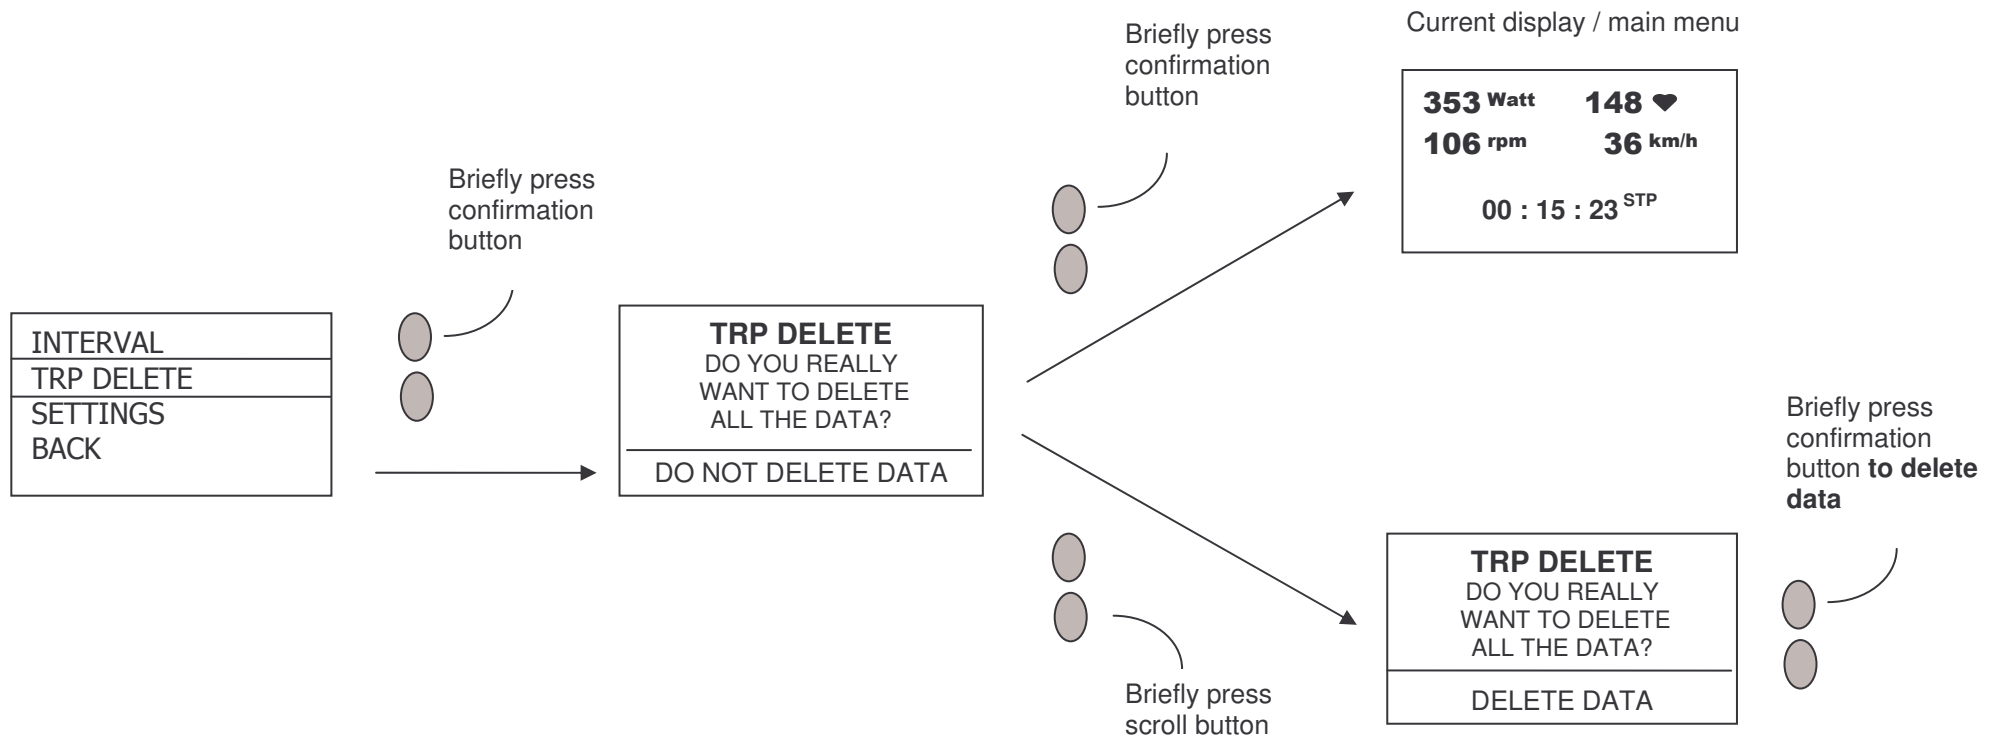 INTERVAL
TRP DELETE
SETTINGS
BACK
Briefly press
confirmation
button
TRP DELETE
DO YOU REALLY
WANT TO DELETE
ALL THE DATA?
DO NOT DELETE DATA
Briefly press
confirmation
button
Current display / main menu
353 Watt 148
106 rpm 36 km/h
00 : 15 : 23 STP
Briefly press
scroll button
TRP DELETE
DO YOU REALLY
WANT TO DELETE
ALL THE DATA?
DELETE DATA
Briefly press
confirmation
button to delete
data